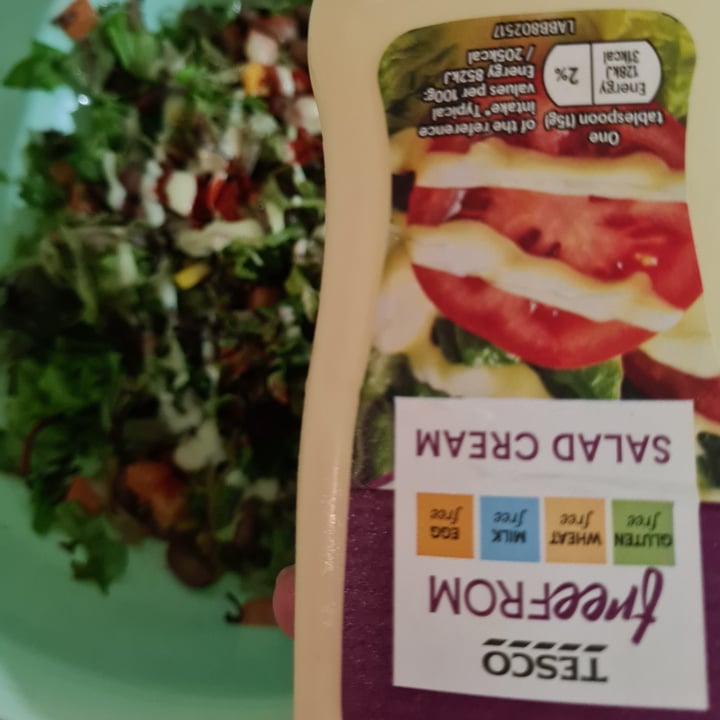 TESCO
freeFROM
GLUTEN free
WHEAT free
MILK free
EGG free
SALAD CREAM
One
tablespoon (15g)
Energy
128kJ
31kcal
2%
of the reference
intake* Typical
values per 100g:
Energy 852kJ
/ 205kcal
LABB802517